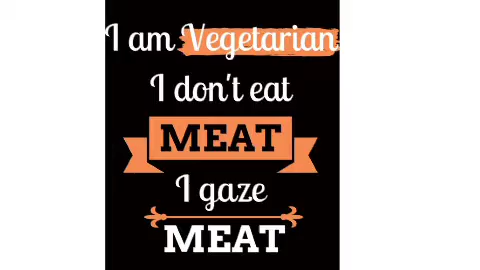 I am Vegetarian
I don't eat
MEAT
I gaze
MEAT